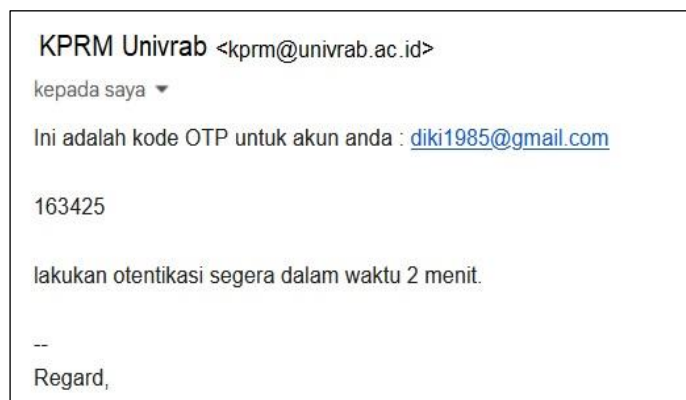 KPRM Univrab <kprm@univrab.ac.id>
kepada saya
Ini adalah kode OTP untuk akun anda : diki1985@gmail.com
163425
lakukan otentikasi segera dalam waktu 2 menit.
--
Regard,